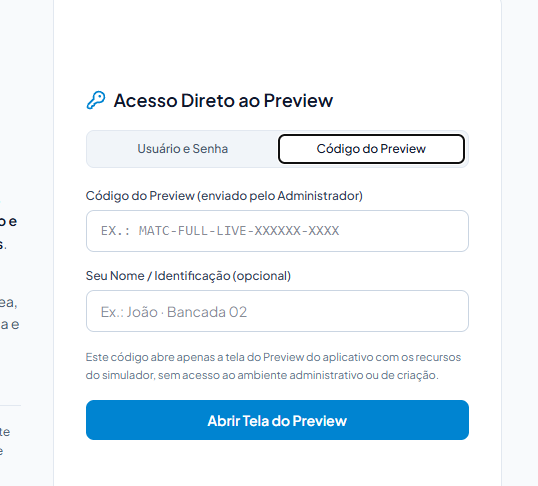 Acesso Direto ao Preview
Usuário e Senha
Código do Preview
Código do Preview (enviado pelo Administrador)
EX.: MATC-FULL-LIVE-XXXXXX-XXXX
o e
s.
Seu Nome / Identificação (opcional)
ea,
Ex.: João · Bancada 02
a e
Este código abre apenas a tela do Preview do aplicativo com os recursos
do simulador, sem acesso ao ambiente administrativo ou de criação.
Abrir Tela do Preview
te
e